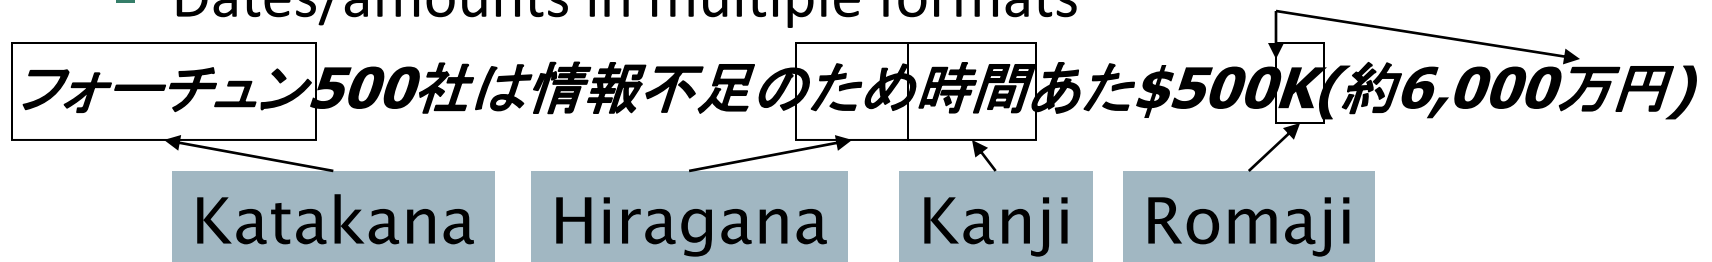 Dates/amounts in multiple formats
フォーチュン500社は情報不足のため時間あた$500K(約6,000万円)
Katakana Hiragana Kanji Romaji